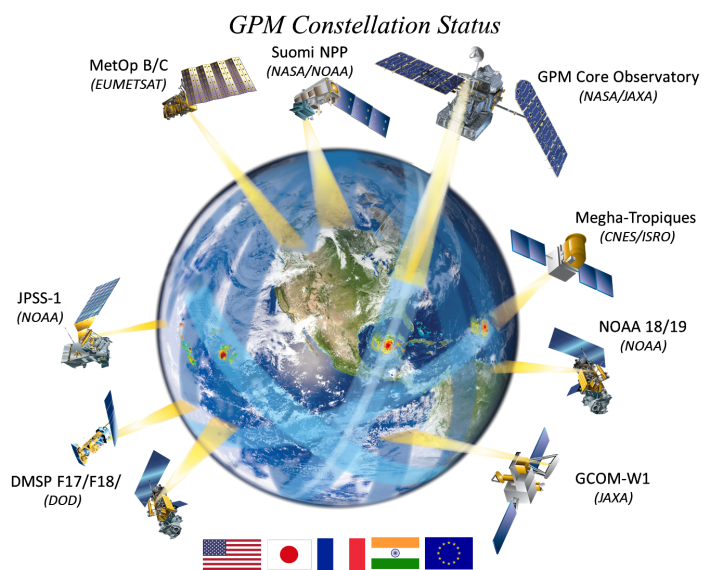 GPM Constellation Status
MetOp B/C
(EUMETSAT)
Suomi NPP
(NASA/NOAA)
GPM Core Observatory
(NASA/JAXA)
Megha-Tropiques
(CNES/ISRO)
JPSS-1
(NOAA)
NOAA 18/19
(NOAA)
DMSP F17/F18/
(DOD)
GCOM-W1
(JAXA)